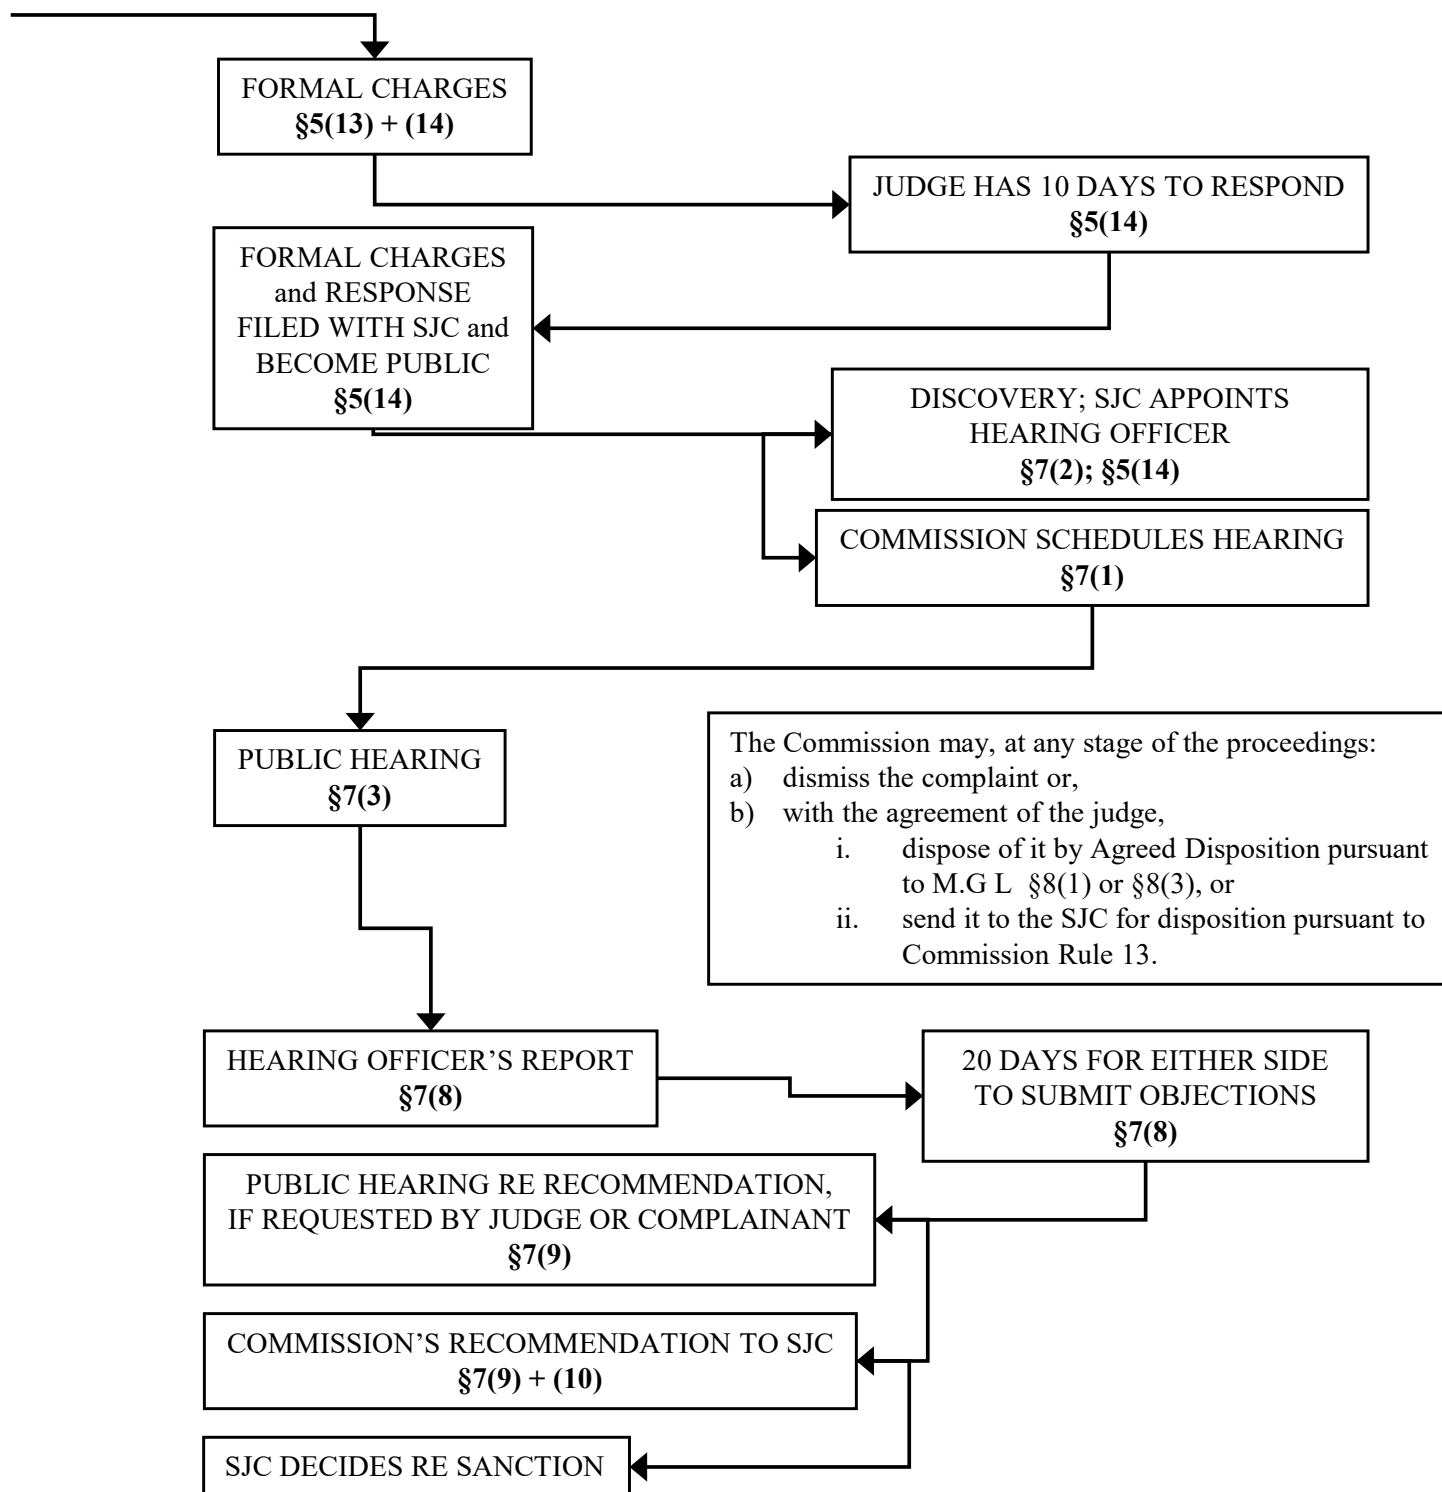 FORMAL CHARGES
§5(13) + (14)
JUDGE HAS 10 DAYS TO RESPOND
§5(14)
FORMAL CHARGES
and RESPONSE
FILED WITH SJC and
BECOME PUBLIC
§5(14)
DISCOVERY; SJC APPOINTS
HEARING OFFICER
§7(2); §5(14)
COMMISSION SCHEDULES HEARING
§7(1)
PUBLIC HEARING
§7(3)
The Commission may, at any stage of the proceedings:
a) dismiss the complaint or,
b) with the agreement of the judge,
i. dispose of it by Agreed Disposition pursuant
to M.G L §8(1) or §8(3), or
ii. send it to the SJC for disposition pursuant to
Commission Rule 13.
HEARING OFFICER’S REPORT
§7(8)
20 DAYS FOR EITHER SIDE
TO SUBMIT OBJECTIONS
§7(8)
PUBLIC HEARING RE RECOMMENDATION,
IF REQUESTED BY JUDGE OR COMPLAINANT
§7(9)
COMMISSION’S RECOMMENDATION TO SJC
§7(9) + (10)
SJC DECIDES RE SANCTION